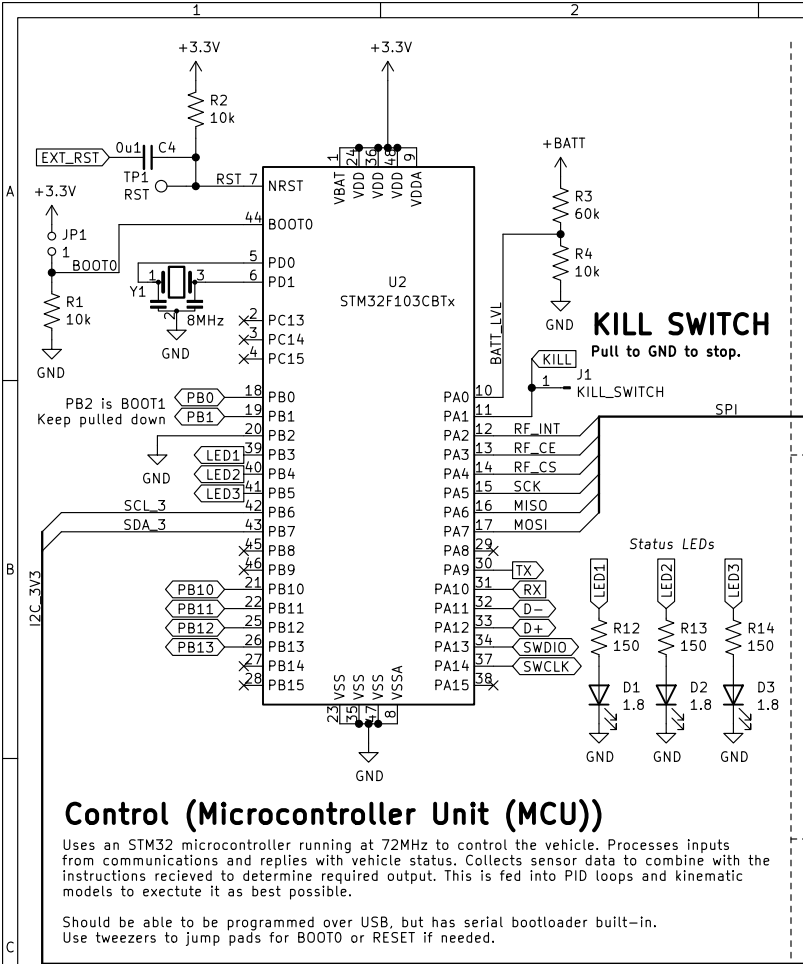 1 2
+3.3V +3.3V
R2
10k
0u1 C4 +BATT
EXT_RST
TP1
RST
RST 7 NRST
1 24 36 48 9
VBAT VDD VDD VDD VDDA
A
+3.3V
R3
60k
44 BOOT0
JP1
1
BOOT0
5 PD0
6 PD1
1 3
Y1
2 8MHz
GND
R4
10k
U2
STM32F103CBTx
R1
10k
GND
2 PC13
3 PC14
4 PC15
BATT_LVL
GND
KILL SWITCH
Pull to GND to stop.
KILL
J1
1 KILL_SWITCH
PB2 is BOOT1
Keep pulled down
PB0 18 PB0 PA0 10
PB1 19 PB1 PA1 11
SPI
20 PB2 PA2 12 RF_INT
GND
LED1 39 PB3 PA3 13 RF_CE
LED2 40 PB4 PA4 14 RF_CS
LED3 41 PB5 PA5 15 SCK
SCL_3 42 PB6 PA6 16 MISO
SDA_3 43 PB7 PA7 17 MOSI
45 PB8 PA8 29
Status LEDs
B
46 PB9 PA9 30 TX
PB10 21 PB10 PA10 31 RX
PB11 22 PB11 PA11 32 D-
PB12 25 PB12 PA12 33 D+
PB13 26 PB13 PA13 34 SWDIO
27 PB14 PA14 37 SWCLK
28 PB15 PA15 38
I2C_3V3
LED1 LED2 LED3
R12 R13 R14
150 150 150
D1 D2 D3
1.8 1.8 1.8
GND GND GND
VSS VSS VSS VSSA
23 35 47 8
GND
Control (Microcontroller Unit (MCU))
Uses an STM32 microcontroller running at 72MHz to control the vehicle. Processes inputs
from communications and replies with vehicle status. Collects sensor data to combine with the
instructions recieved to determine required output. This is fed into PID loops and kinematic
models to exectute it as best possible.
Should be able to be programmed over USB, but has serial bootloader built-in.
Use tweezers to jump pads for BOOT0 or RESET if needed.
C